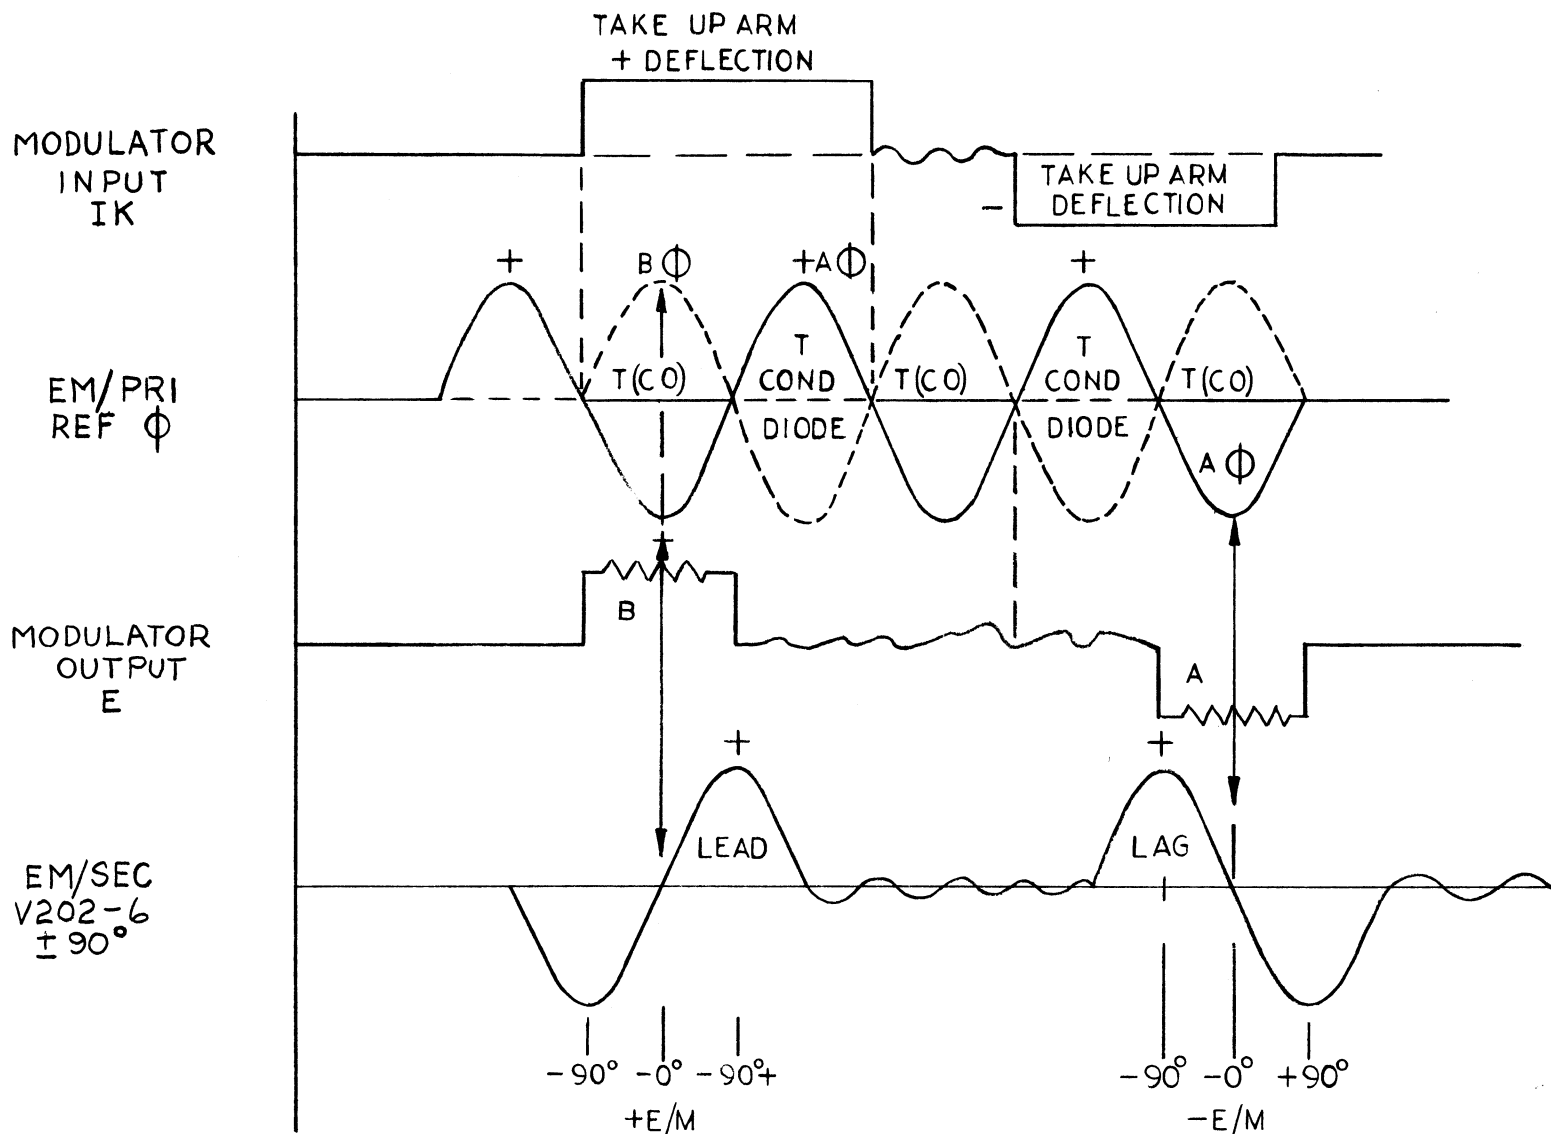 TAKE UP ARM
+ DEFLECTION
MODULATOR
INPUT
IK
TAKE UP ARM
- DEFLECTION
+ B Φ +A Φ +
EM/PRI
REF Φ
T(CO) T COND DIODE T(CO) T COND DIODE T(CO)
A Φ
+
B
MODULATOR
OUTPUT
E
A
+ +
LEAD LAG
EM/SEC
V202-6
± 90°
-90° -0° -90°+ -90° -0° +90°
+E/M -E/M